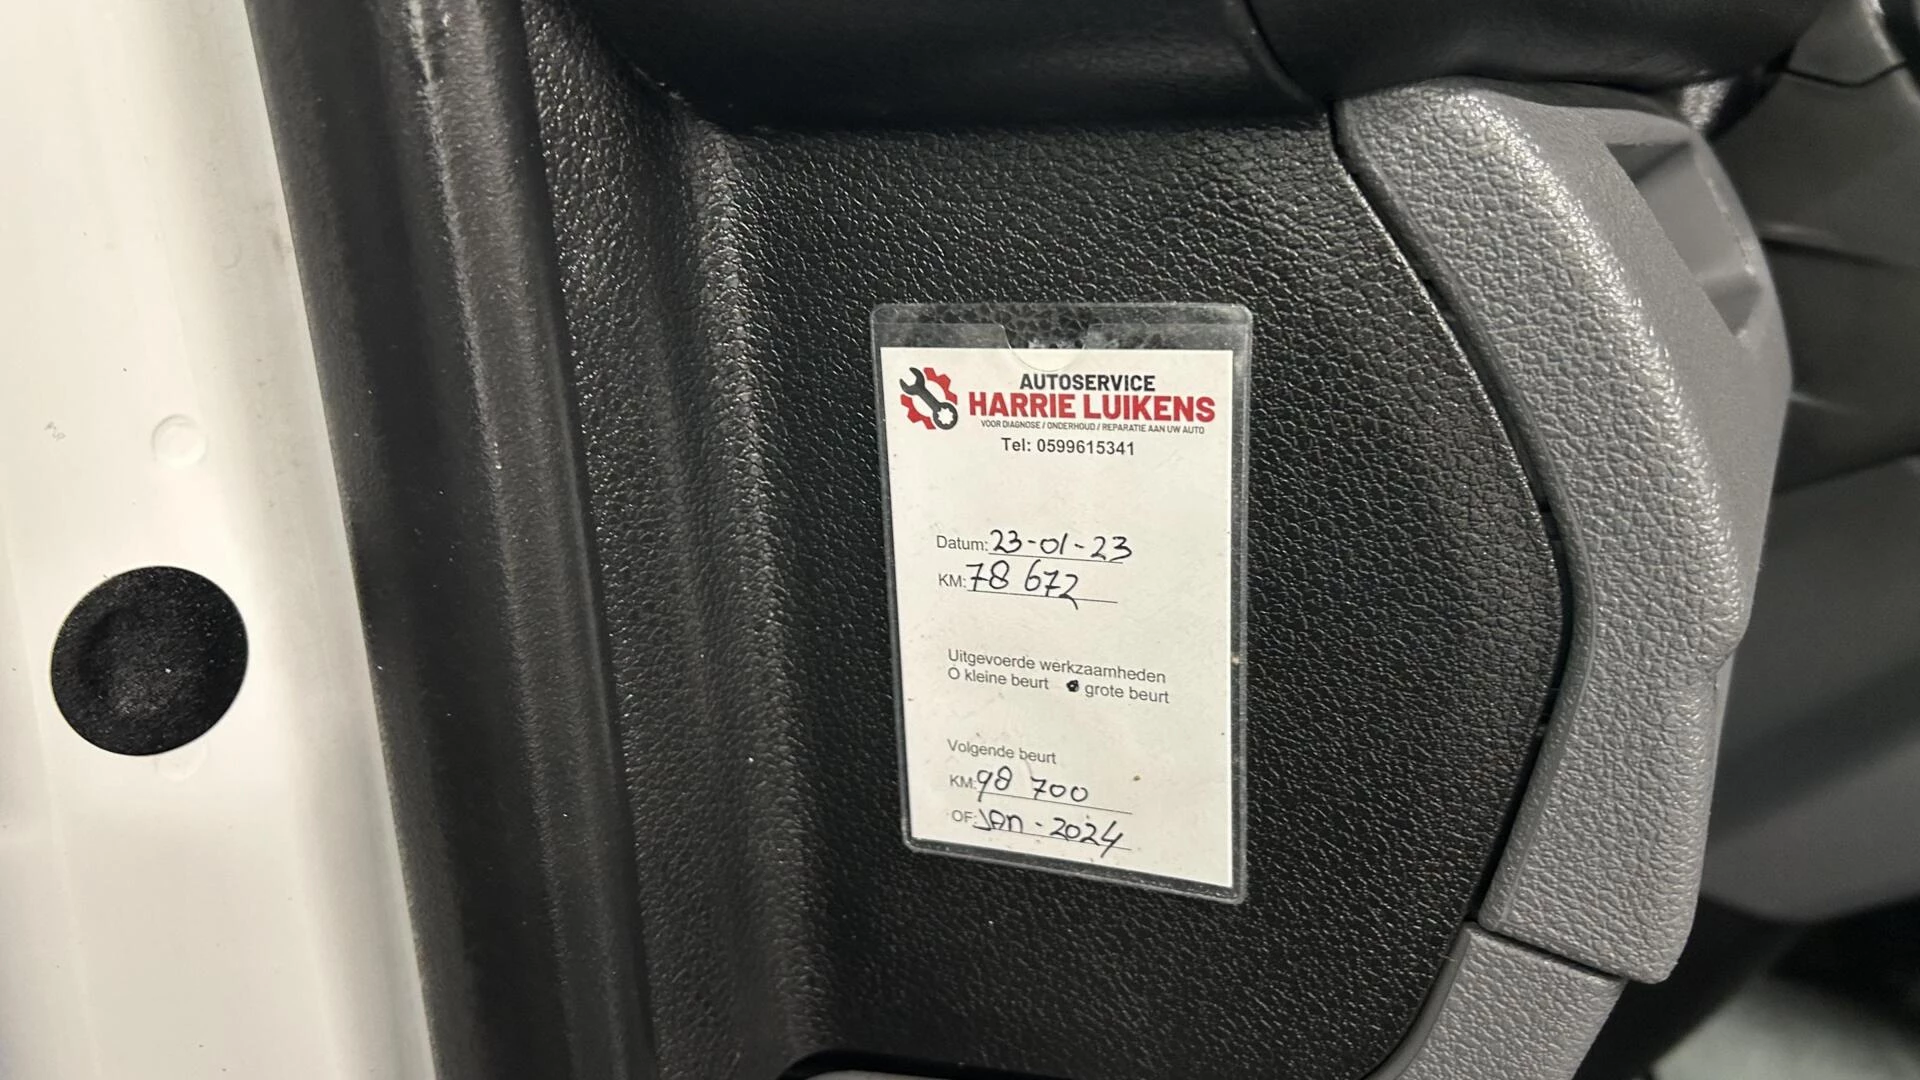 AUTOSERVICE
HARRIE LUIKENS
VOOR DIAGNOSE / ONDERHOUD / REPARATIE AAN UW AUTO
Tel: 0599615341
Datum: 23-01-23
KM: 78 672
Uitgevoerde werkzaamheden
O kleine beurt ● grote beurt
Volgende beurt
KM: 98 700
OF: Jan - 2024